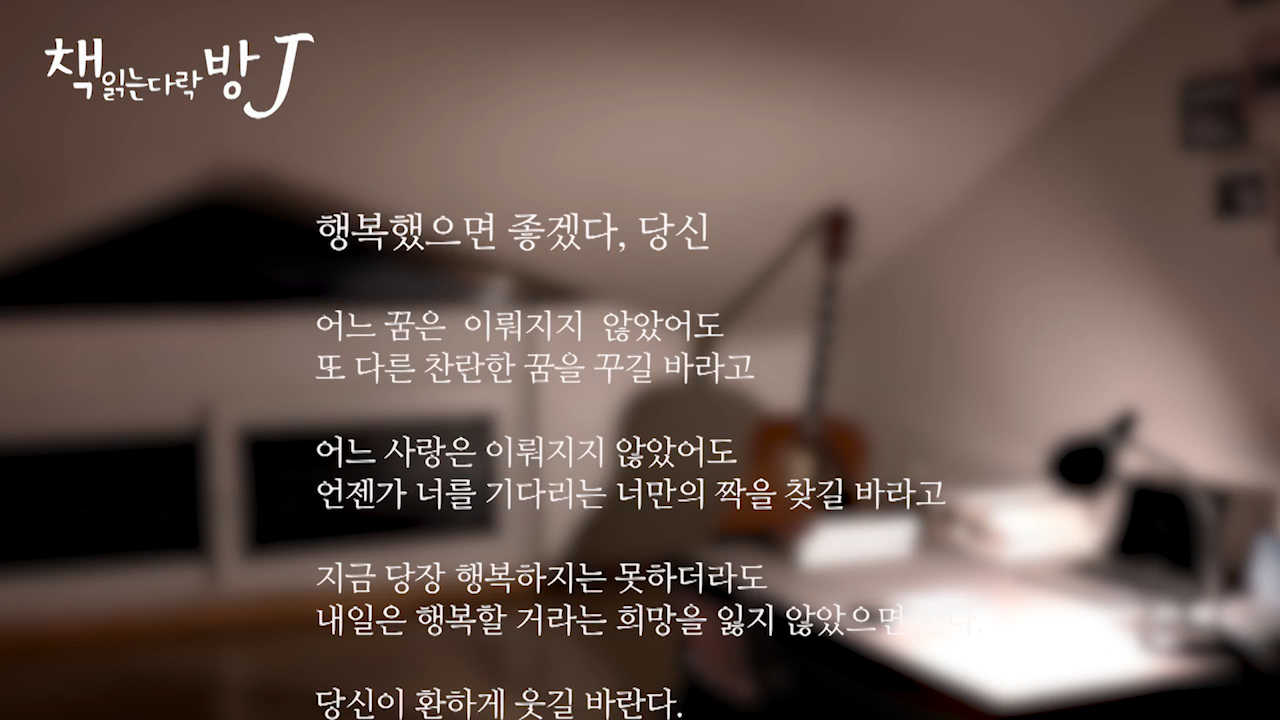 책읽는다락방J
행복했으면 좋겠다, 당신
어느 꿈은 이뤄지지 않았어도
또 다른 찬란한 꿈을 꾸길 바라고
어느 사랑은 이뤄지지 않았어도
언젠가 너를 기다리는 너만의 짝을 찾길 바라고
지금 당장 행복하지는 못하더라도
내일은 행복할 거라는 희망을 잃지 않았으면
당신이 환하게 웃길 바란다.